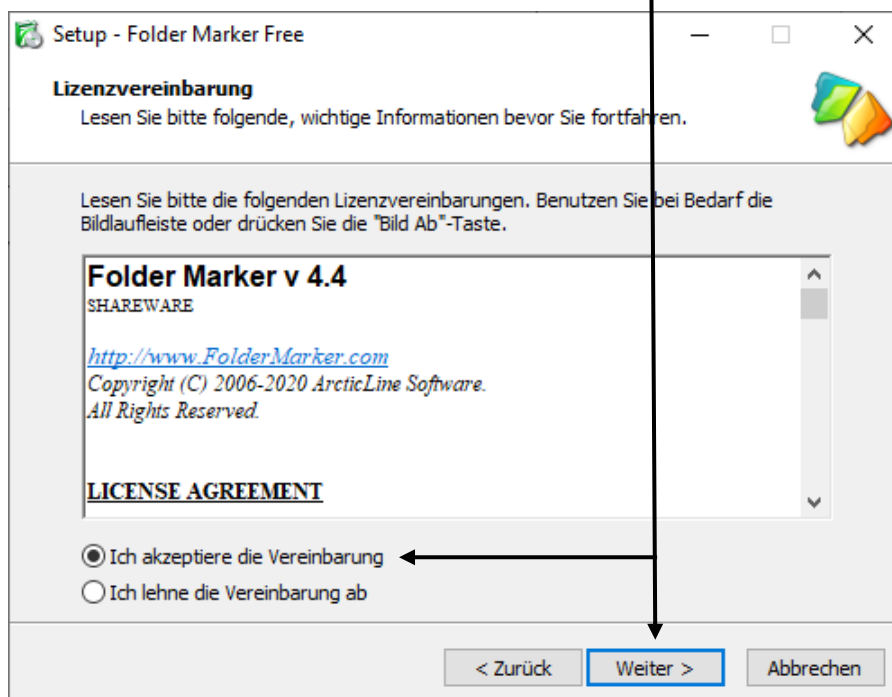 Setup - Folder Marker Free
Lizenzvereinbarung
Lesen Sie bitte folgende, wichtige Informationen bevor Sie fortfahren.
Lesen Sie bitte die folgenden Lizenzvereinbarungen. Benutzen Sie bei Bedarf die
Bildlaufleiste oder drücken Sie die "Bild Ab"-Taste.
Folder Marker v 4.4
SHAREWARE
http://www.FolderMarker.com
Copyright (C) 2006-2020 ArcticLine Software.
All Rights Reserved.
LICENSE AGREEMENT
Ich akzeptiere die Vereinbarung
Ich lehne die Vereinbarung ab
< Zurück Weiter > Abbrechen